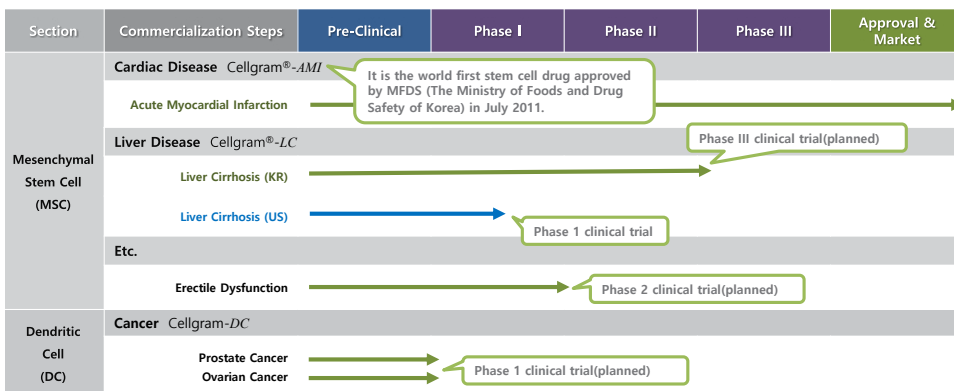 Section
Commercialization Steps
Pre-Clinical
Phase I
Phase II
Phase III
Approval &
Market
Cardiac Disease Cellgram®-AMI
It is the world first stem cell drug approved
by MFDS (The Ministry of Foods and Drug
Safety of Korea) in July 2011.
Acute Myocardial Infarction
Liver Disease Cellgram®-LC
Phase III clinical trial(planned)
Mesenchymal
Stem Cell
(MSC)
Liver Cirrhosis (KR)
Liver Cirrhosis (US)
Phase 1 clinical trial
Etc.
Erectile Dysfunction
Phase 2 clinical trial(planned)
Dendritic
Cell
(DC)
Cancer Cellgram-DC
Prostate Cancer
Ovarian Cancer
Phase 1 clinical trial(planned)